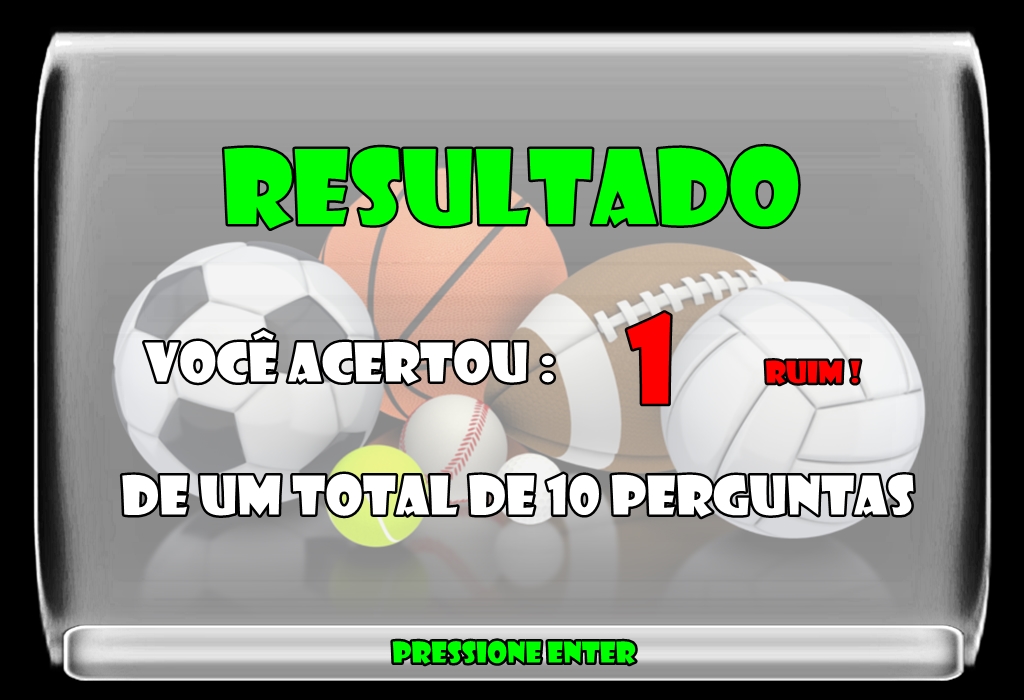 RESULTADO
VOCÊ ACERTOU : 1 RUIM !
DE UM TOTAL DE 10 PERGUNTAS
PRESSIONE ENTER